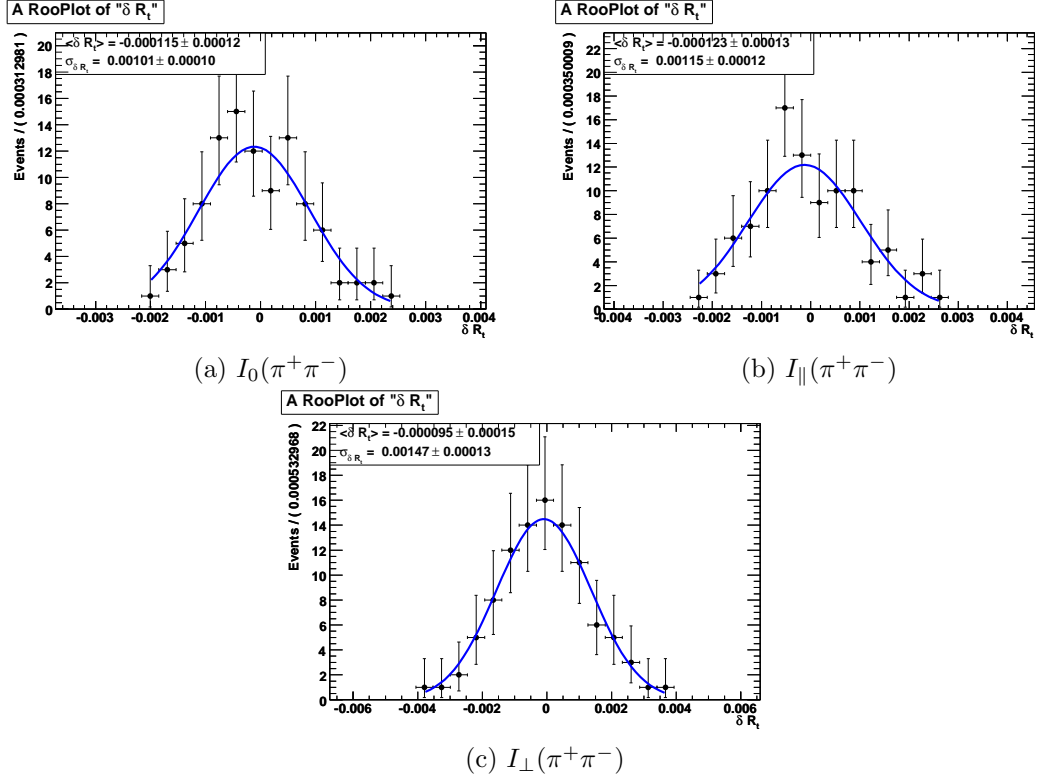 A RooPlot of "δ R_t"
<δ R_t> = -0.000115 ± 0.00012
σ_{δ R_t} = 0.00101 ± 0.00010
Events / ( 0.000312981 )
20
18
16
14
12
10
8
6
4
2
0
-0.003 -0.002 -0.001 0 0.001 0.002 0.003 0.004
δ R_t
(a) I_0(π⁺π⁻)
A RooPlot of "δ R_t"
<δ R_t> = -0.000123 ± 0.00013
σ_{δ R_t} = 0.00115 ± 0.00012
Events / ( 0.000350009 )
22
20
18
16
14
12
10
8
6
4
2
0
-0.004 -0.003 -0.002 -0.001 0 0.001 0.002 0.003 0.004
δ R_t
(b) I_∥(π⁺π⁻)
A RooPlot of "δ R_t"
<δ R_t> = -0.000095 ± 0.00015
σ_{δ R_t} = 0.00147 ± 0.00013
Events / ( 0.000532968 )
22
20
18
16
14
12
10
8
6
4
2
0
-0.006 -0.004 -0.002 0 0.002 0.004 0.006
δ R_t
(c) I_⊥(π⁺π⁻)